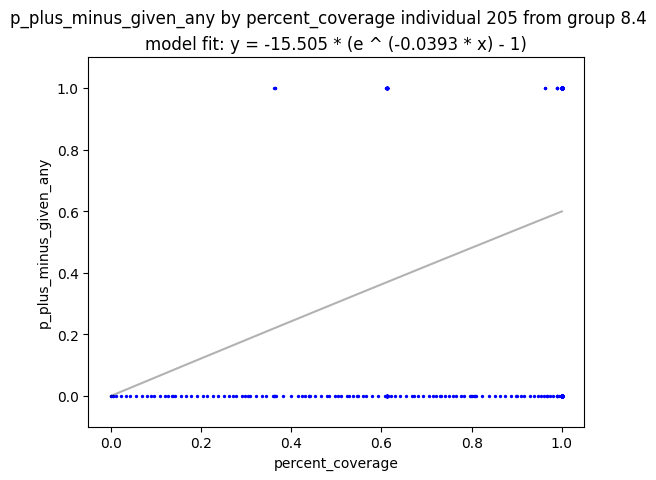 p_plus_minus_given_any by percent_coverage individual 205 from group 8.4
model fit: y = -15.505 * (e ^ (-0.0393 * x) - 1)
1.0
0.8
0.6
0.4
0.2
0.0
p_plus_minus_given_any
0.0 0.2 0.4 0.6 0.8 1.0
percent_coverage